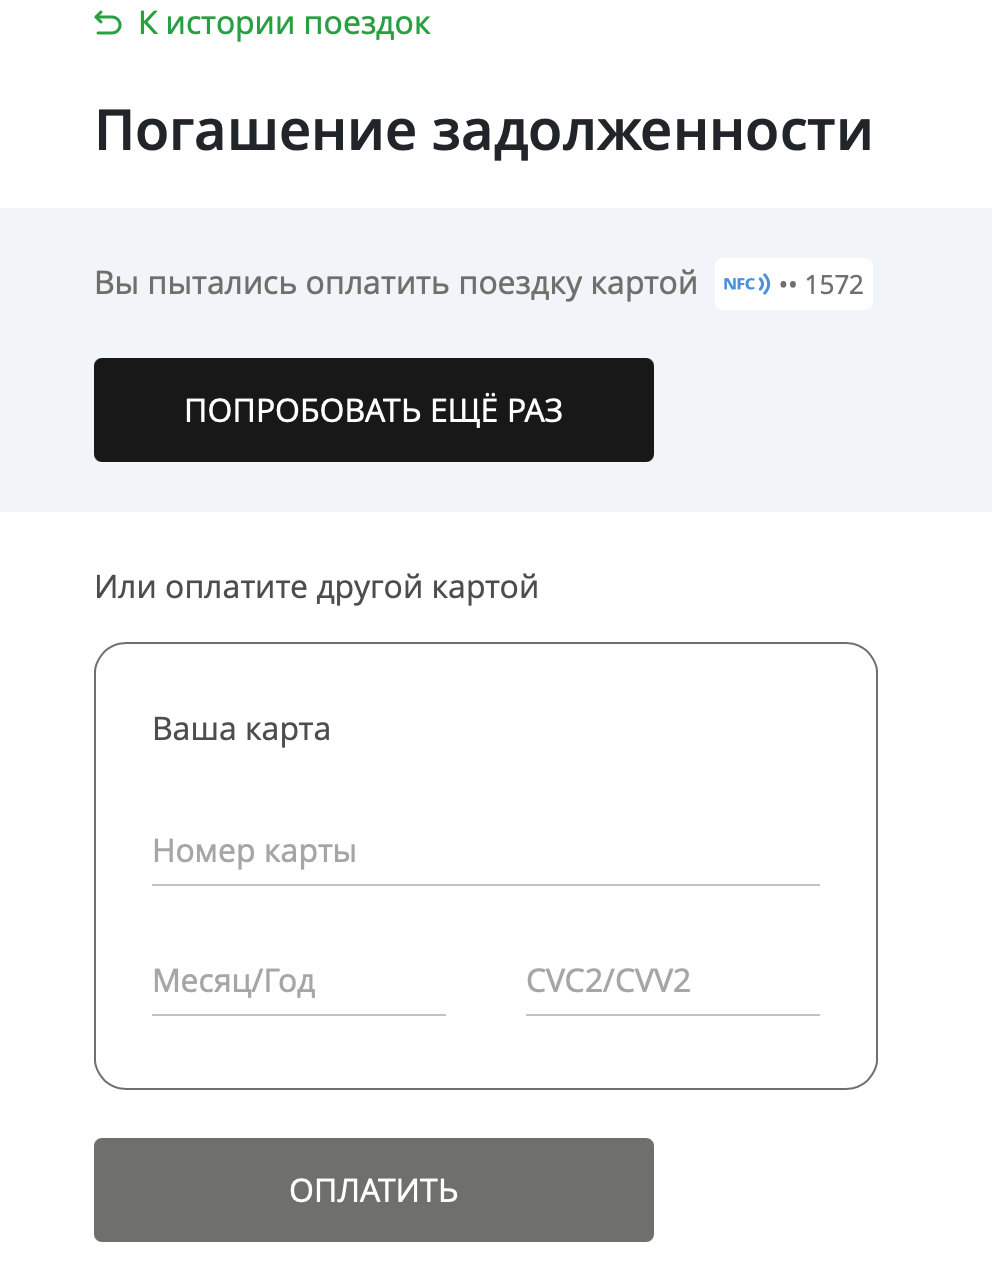 К истории поездок
Погашение задолженности
Вы пытались оплатить поездку картой NFC •• 1572
ПОПРОБОВАТЬ ЕЩЁ РАЗ
Или оплатите другой картой
Ваша карта
Номер карты
Месяц/Год CVC2/CVV2
ОПЛАТИТЬ